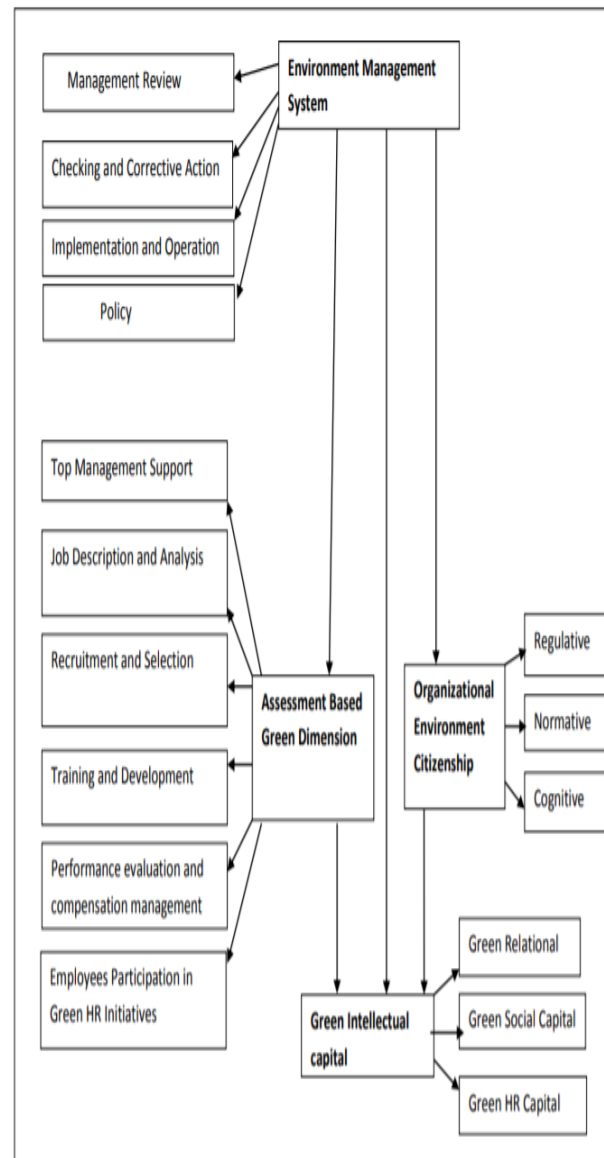 Environment Management
System
Management Review
Checking and Corrective Action
Implementation and Operation
Policy
Top Management Support
Job Description and Analysis
Recruitment and Selection
Training and Development
Performance evaluation and
compensation management
Employees Participation in
Green HR Initiatives
Assessment Based
Green Dimension
Organizational
Environment
Citizenship
Regulative
Normative
Cognitive
Green Intellectual
capital
Green Relational
Green Social Capital
Green HR Capital